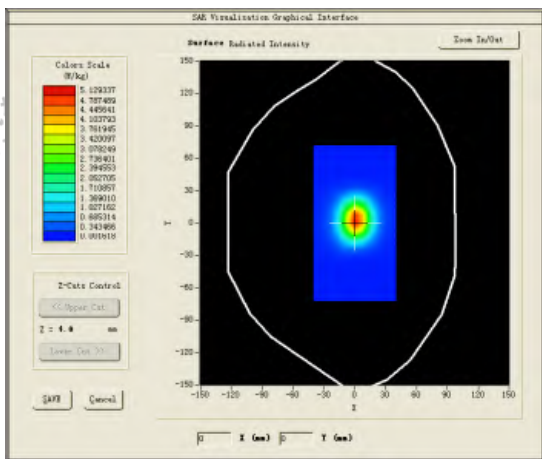 SAR Visualisation Graphical Interface
Surface Radiated Intensity
Zoom In/Out
Colors Scale
(W/kg)
5.129337
4.787489
4.445641
4.103793
3.761945
3.420097
3.078249
2.736401
2.394553
2.052705
1.710857
1.369010
1.027162
0.685314
0.343466
0.001618
150
120
90
60
30
0
-30
-60
-90
-120
-150
Y
-150 -120 -90 -60 -30 0 30 60 90 120 150
X
Z-Cuts Control
<< Upper Cut
Z = 4.0 mm
Lower Cut >>
SAVE Cancel
0 X (mm) 0 Y (mm)